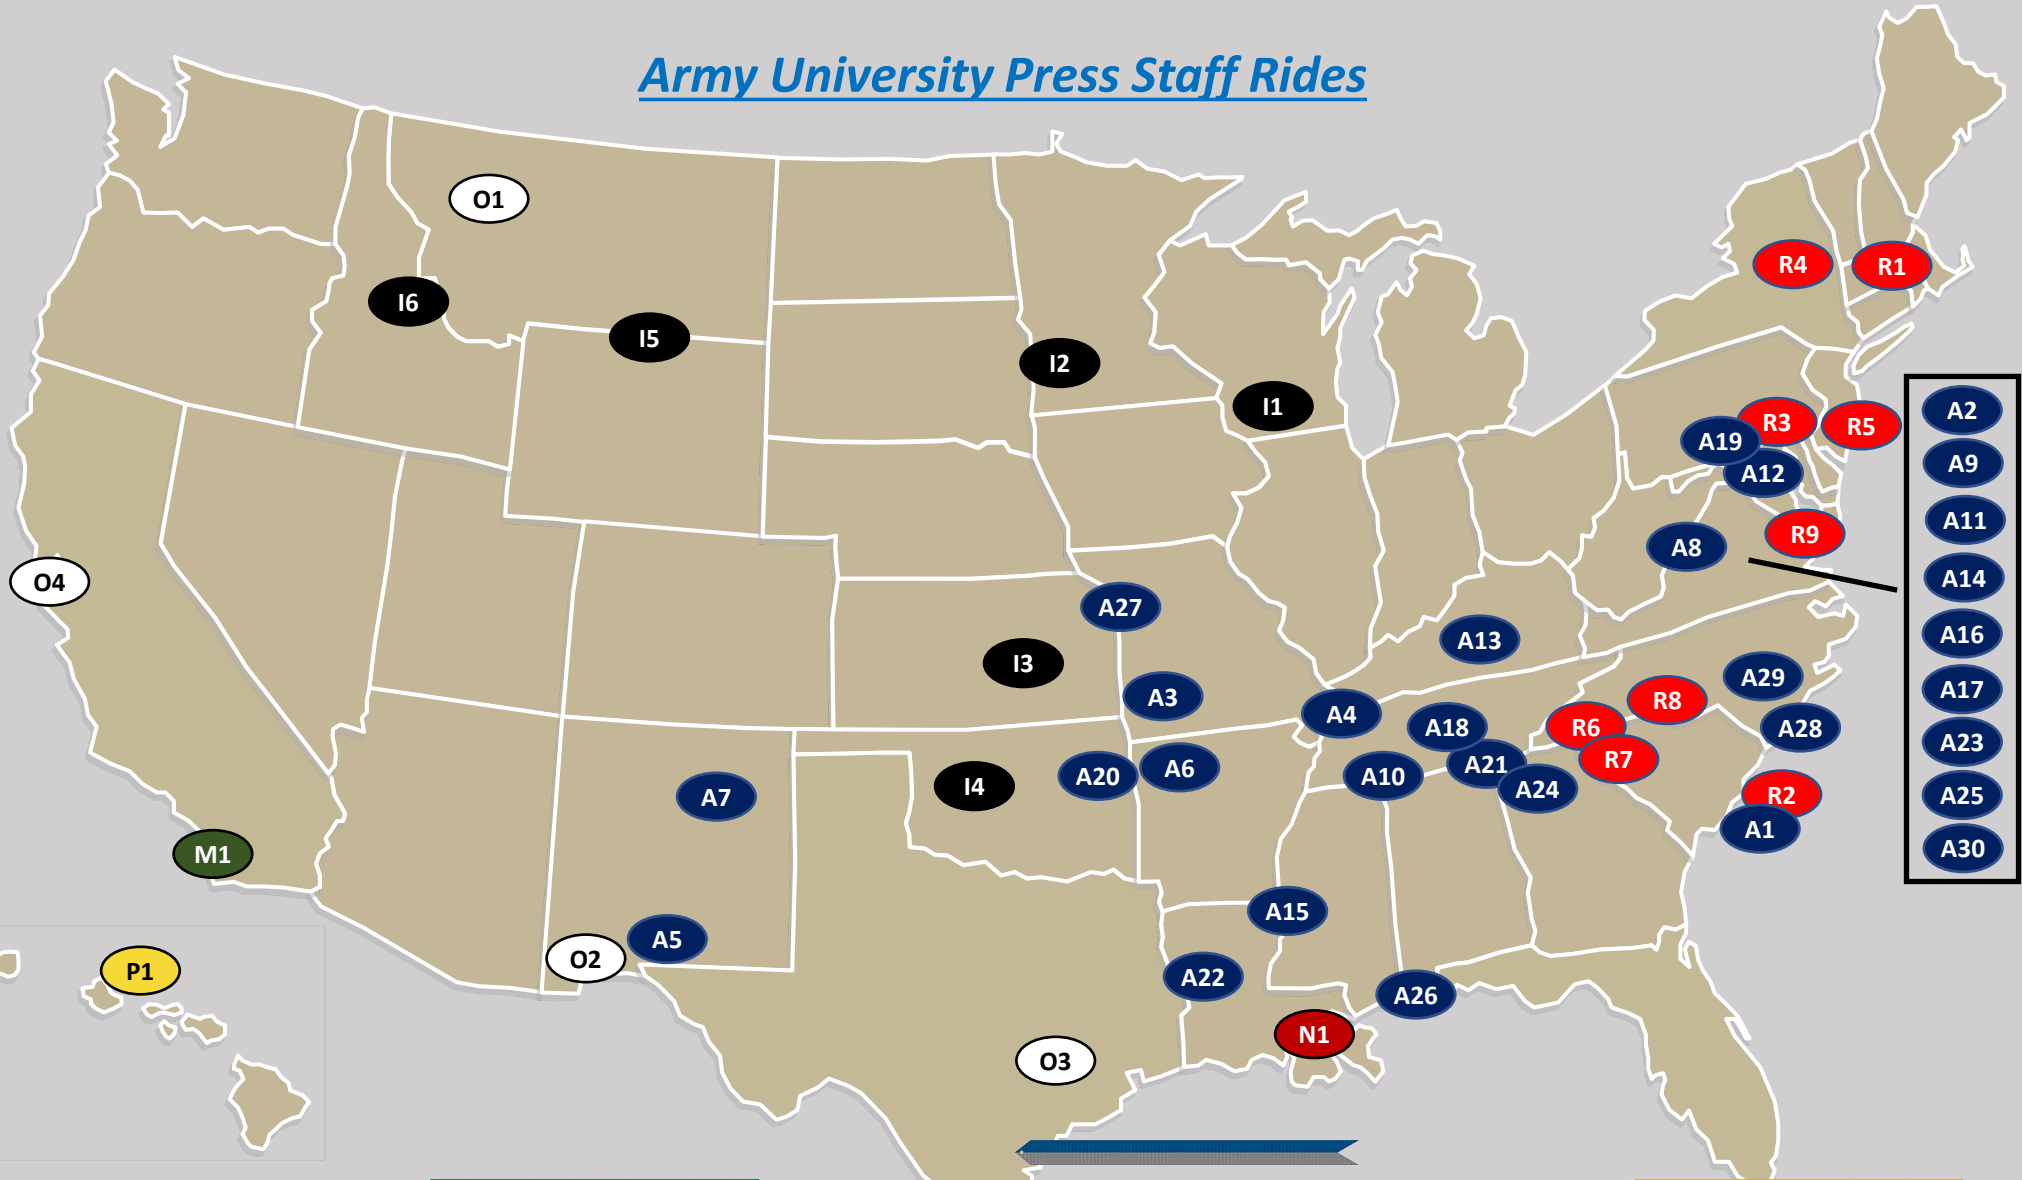 Army University Press Staff Rides
O1
R4
R1
I6
I5
I2
I1
A2
R3
R5
A19
A9
A12
A11
R9
A8
O4
A14
A27
A13
A16
I3
A29
A17
A3
R8
A4
A18
R6
A28
A23
R7
A21
A6
A20
A10
I4
A24
A7
R2
A25
A1
A30
M1
A15
A5
O2
P1
A22
A26
N1
O3